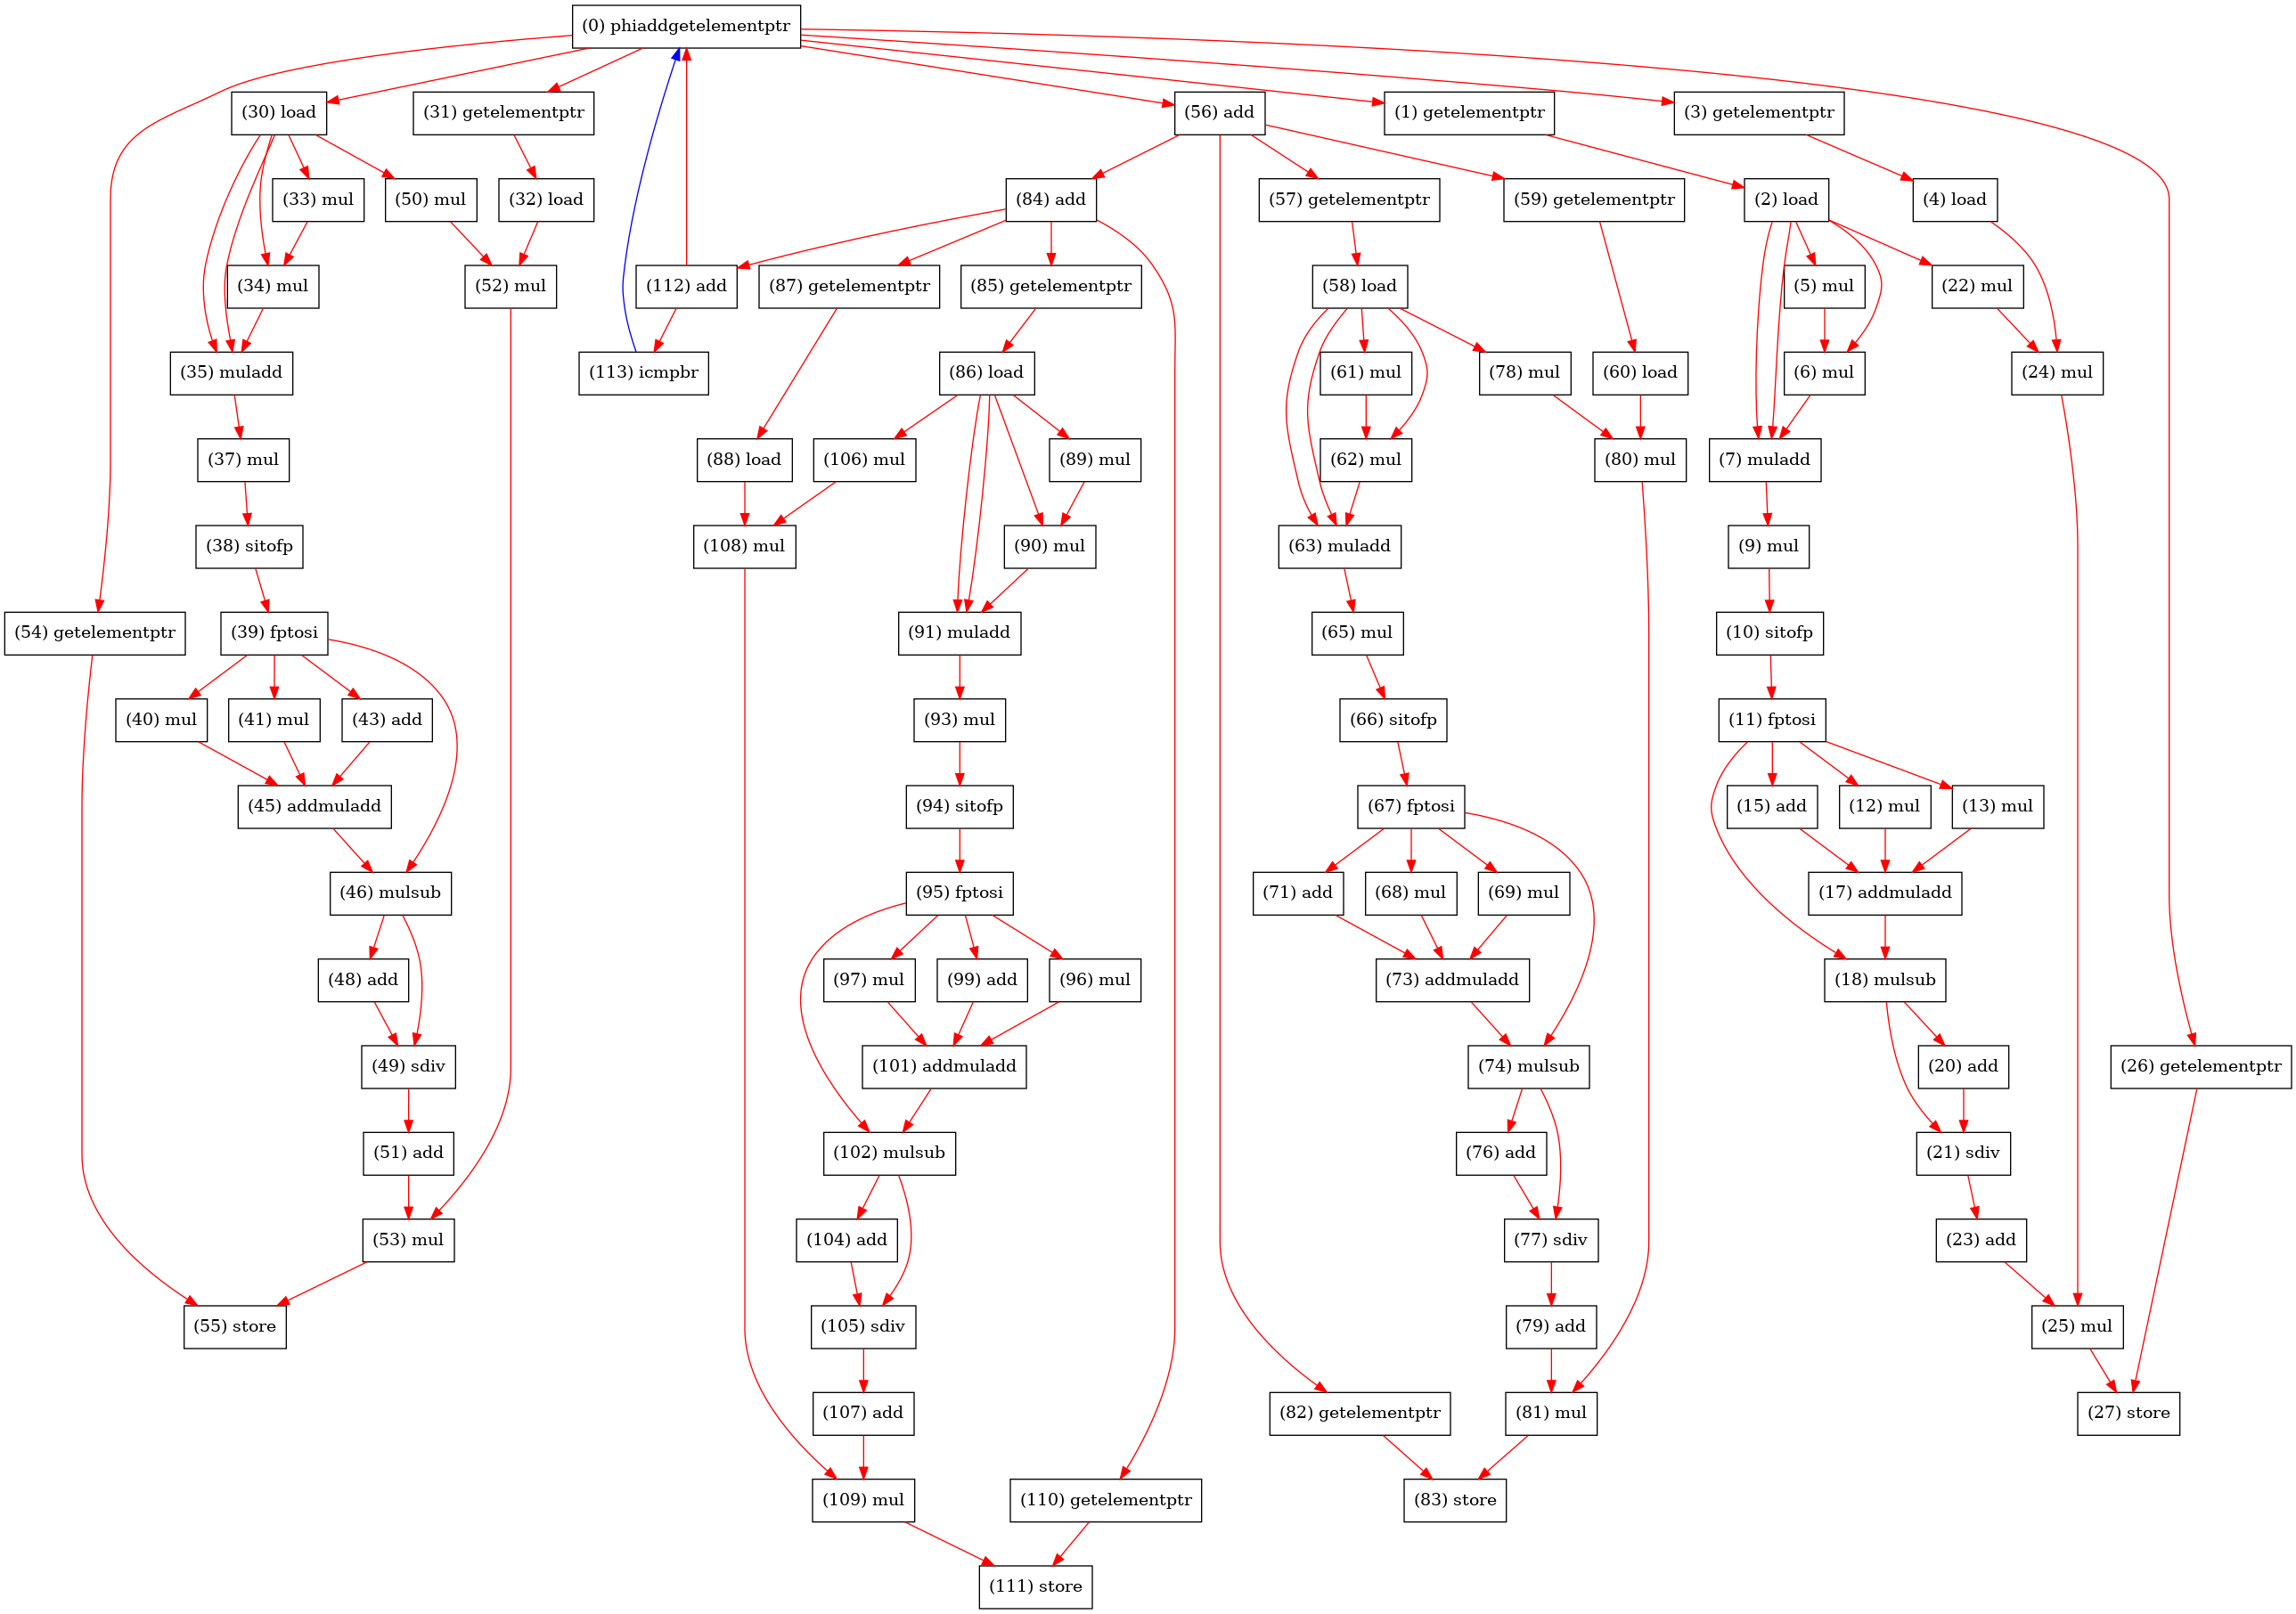 (0) phiaddgetelementptr
(30) load
(31) getelementptr
(56) add
(1) getelementptr
(3) getelementptr
(33) mul
(50) mul
(32) load
(84) add
(57) getelementptr
(59) getelementptr
(2) load
(4) load
(34) mul
(52) mul
(112) add
(87) getelementptr
(85) getelementptr
(58) load
(5) mul
(22) mul
(35) muladd
(113) icmpbr
(86) load
(61) mul
(78) mul
(60) load
(6) mul
(24) mul
(37) mul
(88) load
(106) mul
(89) mul
(62) mul
(80) mul
(7) muladd
(38) sitofp
(108) mul
(90) mul
(63) muladd
(9) mul
(54) getelementptr
(39) fptosi
(91) muladd
(65) mul
(10) sitofp
(40) mul
(41) mul
(43) add
(93) mul
(66) sitofp
(11) fptosi
(45) addmuladd
(94) sitofp
(67) fptosi
(15) add
(12) mul
(13) mul
(46) mulsub
(95) fptosi
(71) add
(68) mul
(69) mul
(17) addmuladd
(48) add
(97) mul
(99) add
(96) mul
(73) addmuladd
(18) mulsub
(49) sdiv
(101) addmuladd
(74) mulsub
(20) add
(26) getelementptr
(51) add
(102) mulsub
(76) add
(21) sdiv
(53) mul
(104) add
(77) sdiv
(23) add
(55) store
(105) sdiv
(79) add
(25) mul
(107) add
(82) getelementptr
(81) mul
(27) store
(109) mul
(110) getelementptr
(83) store
(111) store